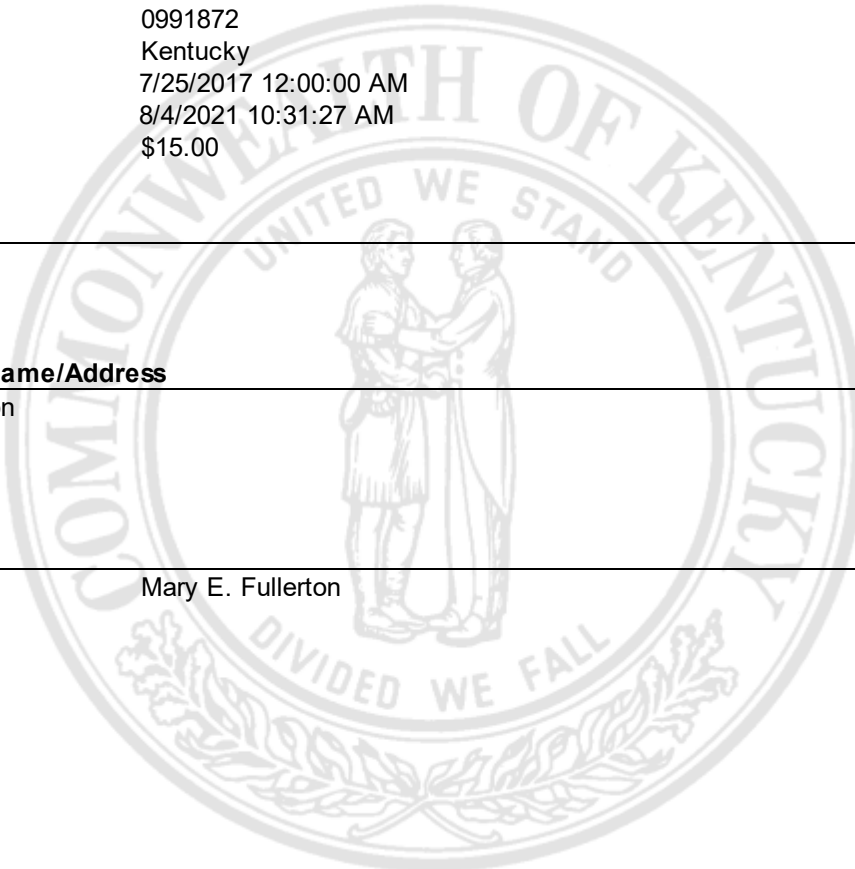 0991872
Kentucky
7/25/2017 12:00:00 AM
8/4/2021 10:31:27 AM
$15.00
COMMONWEALTH OF KENTUCKY
UNITED WE STAND
ame/Address
n
Mary E. Fullerton
DIVIDED WE FALL